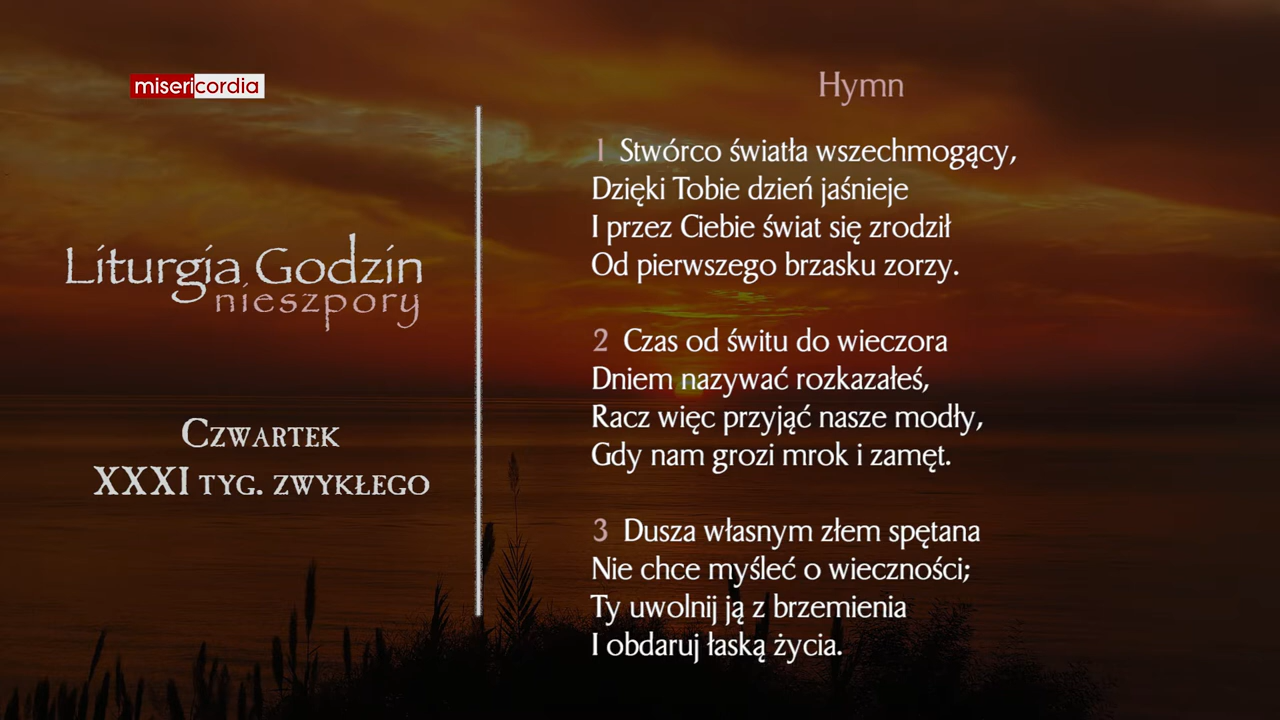 misericordia
Liturgia Godzin
nieszpory
Czwartek
XXXI tyg. zwykłego
Hymn
1 Stwórco światła wszechmogący,
Dzięki Tobie dzień jaśnieje
I przez Ciebie świat się zrodził
Od pierwszego brzasku zorzy.
2 Czas od świtu do wieczora
Dniem nazywać rozkazałeś,
Racz więc przyjąć nasze modły,
Gdy nam grozi mrok i zamęt.
3 Dusza własnym złem spętana
Nie chce myśleć o wieczności;
Ty uwolnij ją z brzemienia
I obdaruj łaską życia.